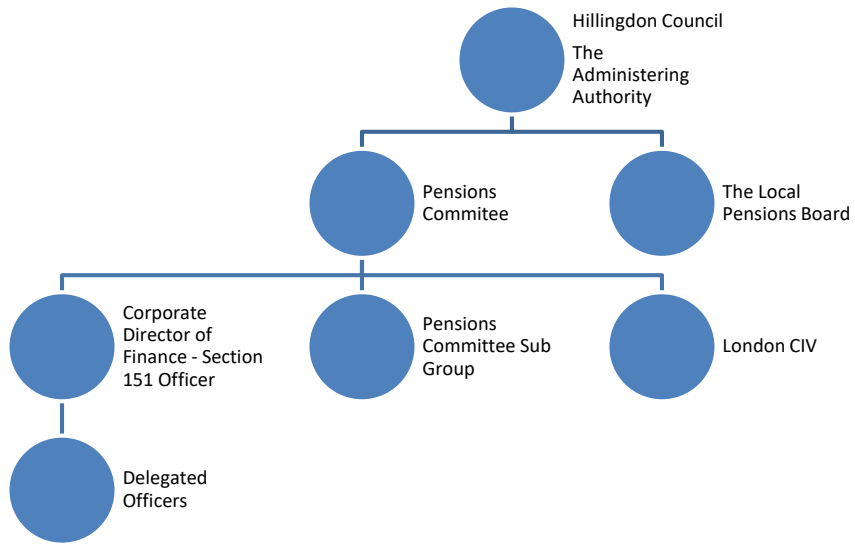 Hillingdon Council
The
Administering
Authority
Pensions
Commitee
The Local
Pensions Board
Corporate
Director of
Finance - Section
151 Officer
Pensions
Committee Sub
Group
London CIV
Delegated
Officers